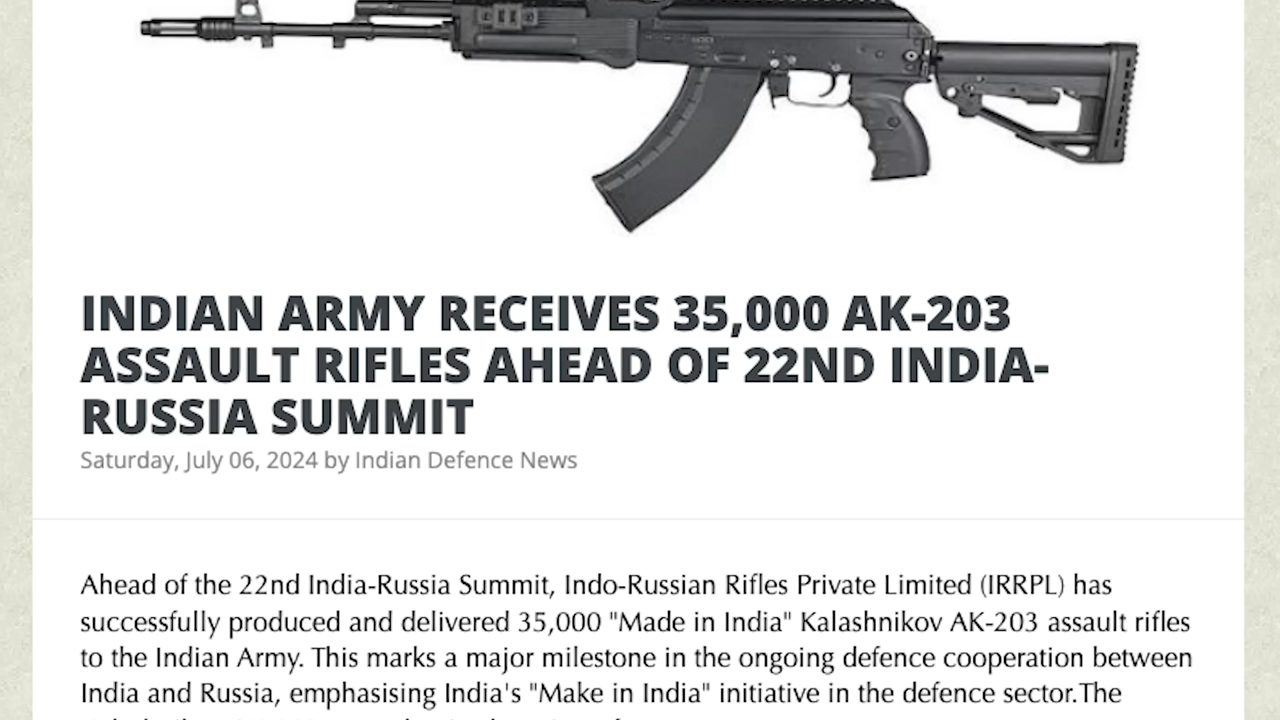 INDIAN ARMY RECEIVES 35,000 AK-203
ASSAULT RIFLES AHEAD OF 22ND INDIA-
RUSSIA SUMMIT
Saturday, July 06, 2024 by Indian Defence News
Ahead of the 22nd India-Russia Summit, Indo-Russian Rifles Private Limited (IRRPL) has
successfully produced and delivered 35,000 "Made in India" Kalashnikov AK-203 assault rifles
to the Indian Army. This marks a major milestone in the ongoing defence cooperation between
India and Russia, emphasising India's "Make in India" initiative in the defence sector.The